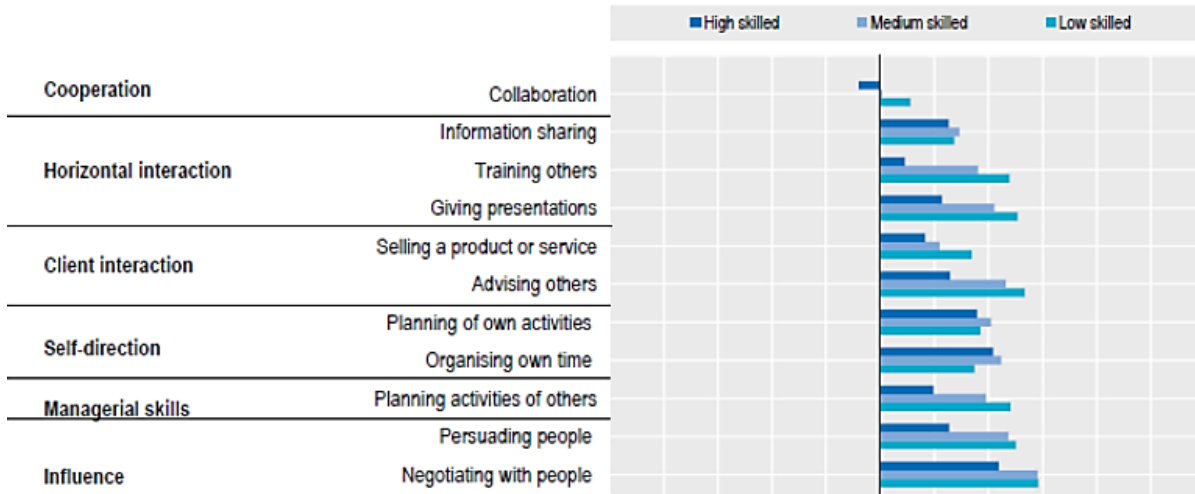 High skilled Medium skilled Low skilled
Cooperation
Collaboration
Information sharing
Horizontal interaction
Training others
Giving presentations
Selling a product or service
Client interaction
Advising others
Planning of own activities
Self-direction
Organising own time
Planning activities of others
Managerial skills
Persuading people
Influence
Negotiating with people